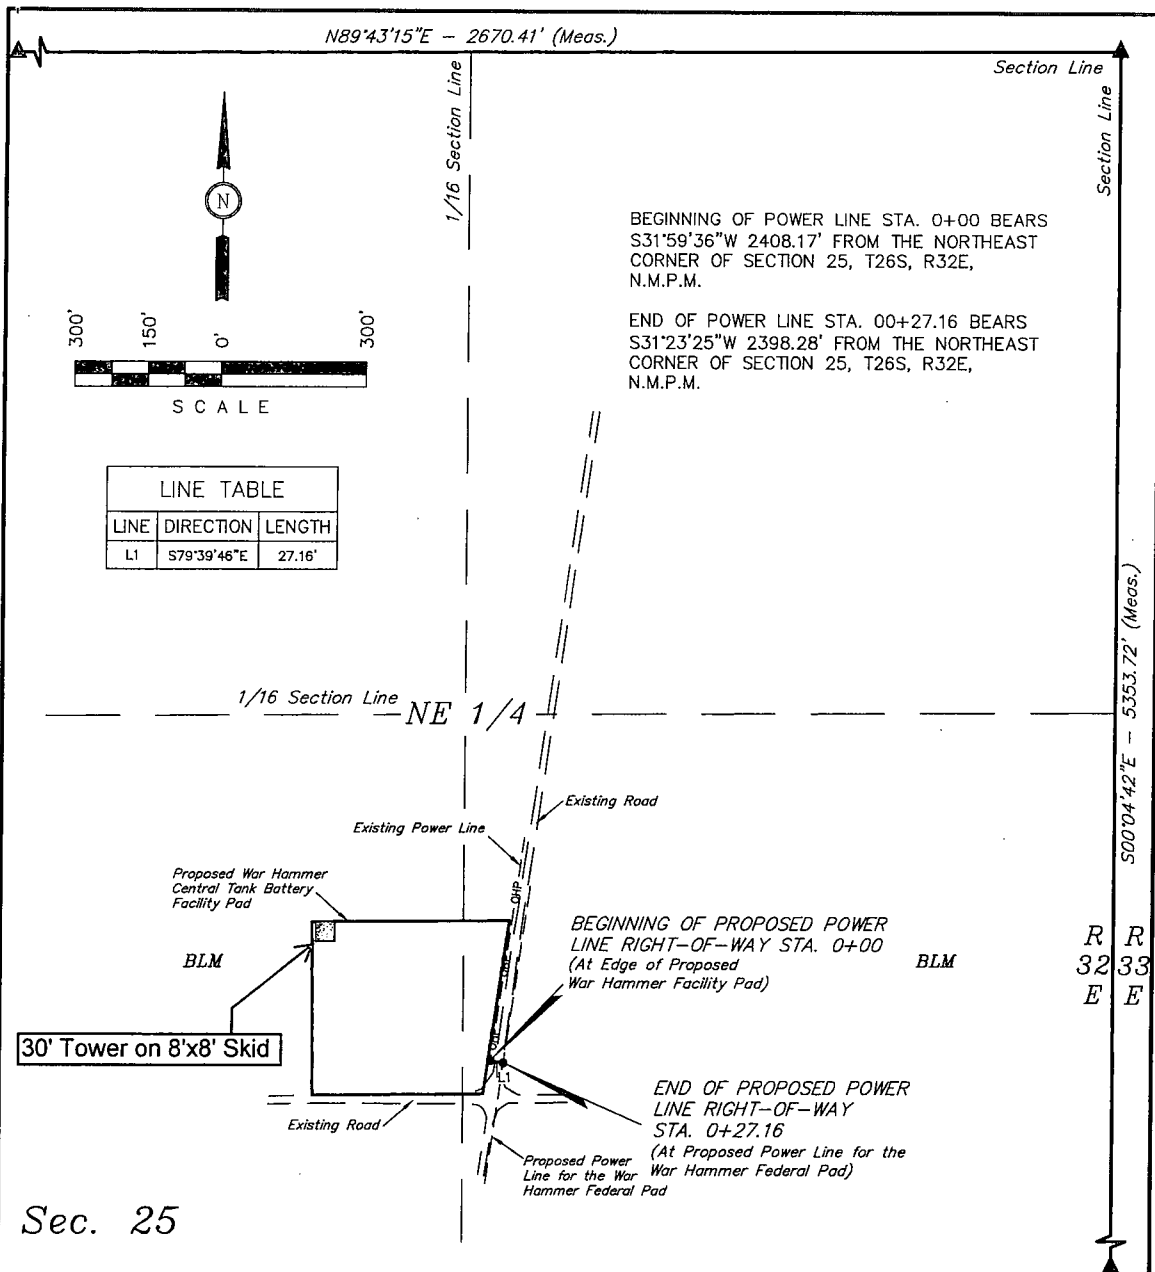 N89°43'15"E - 2670.41' (Meas.)
Section Line
Section Line
1/16 Section Line
N
300'
150'
0'
300'
SCALE
BEGINNING OF POWER LINE STA. 0+00 BEARS
S31°59'36"W 2408.17' FROM THE NORTHEAST
CORNER OF SECTION 25, T26S, R32E,
N.M.P.M.
END OF POWER LINE STA. 00+27.16 BEARS
S31°23'25"W 2398.28' FROM THE NORTHEAST
CORNER OF SECTION 25, T26S, R32E,
N.M.P.M.
LINE TABLE
LINE DIRECTION LENGTH
L1 S79°39'46"E 27.16'
S00°04'42"E - 5353.72' (Meas.)
1/16 Section Line
NE 1/4
Existing Road
Existing Power Line
Proposed War Hammer
Central Tank Battery
Facility Pad
OHP
OHP
OHP
BLM
BEGINNING OF PROPOSED POWER
LINE RIGHT-OF-WAY STA. 0+00
(At Edge of Proposed
War Hammer Facility Pad)
BLM
R R
32 33
E E
30' Tower on 8'x8' Skid
L1
END OF PROPOSED POWER
LINE RIGHT-OF-WAY
STA. 0+27.16
(At Proposed Power Line for the
War Hammer Federal Pad)
Existing Road
Proposed Power
Line for the War
Hammer Federal Pad
Sec. 25